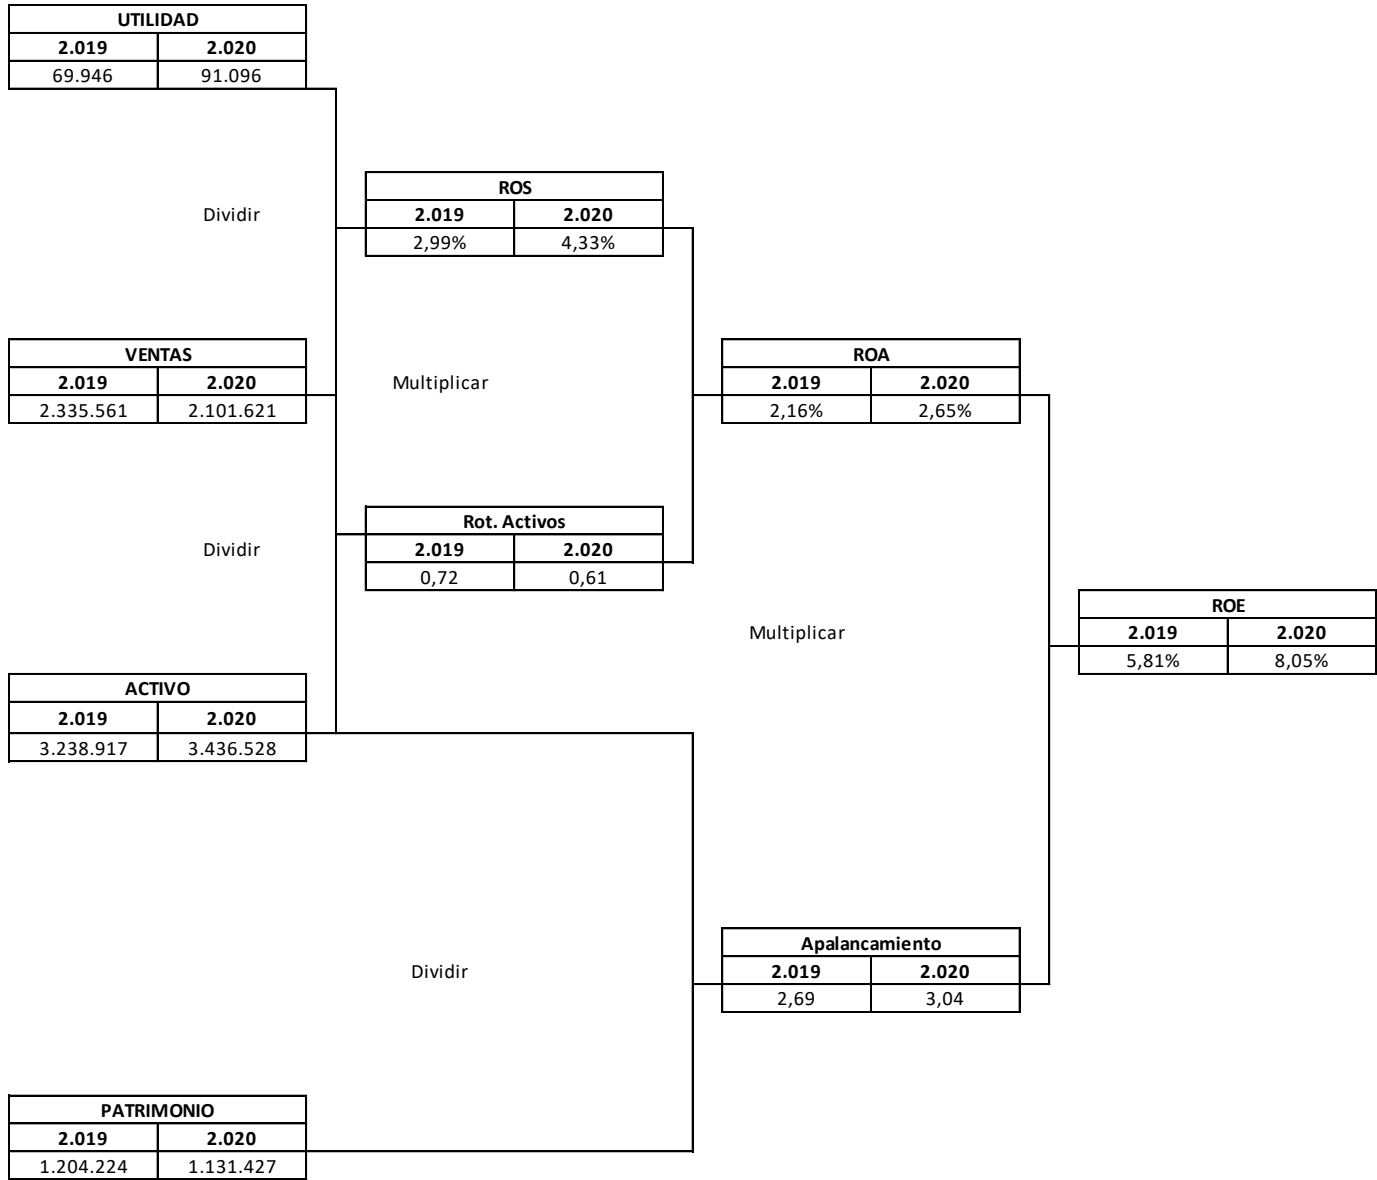 UTILIDAD
2.019 2.020
69.946 91.096
Dividir
ROS
2.019 2.020
2,99% 4,33%
VENTAS
2.019 2.020
2.335.561 2.101.621
Multiplicar
ROA
2.019 2.020
2,16% 2,65%
Dividir
Rot. Activos
2.019 2.020
0,72 0,61
Multiplicar
ROE
2.019 2.020
5,81% 8,05%
ACTIVO
2.019 2.020
3.238.917 3.436.528
Dividir
Apalancamiento
2.019 2.020
2,69 3,04
PATRIMONIO
2.019 2.020
1.204.224 1.131.427